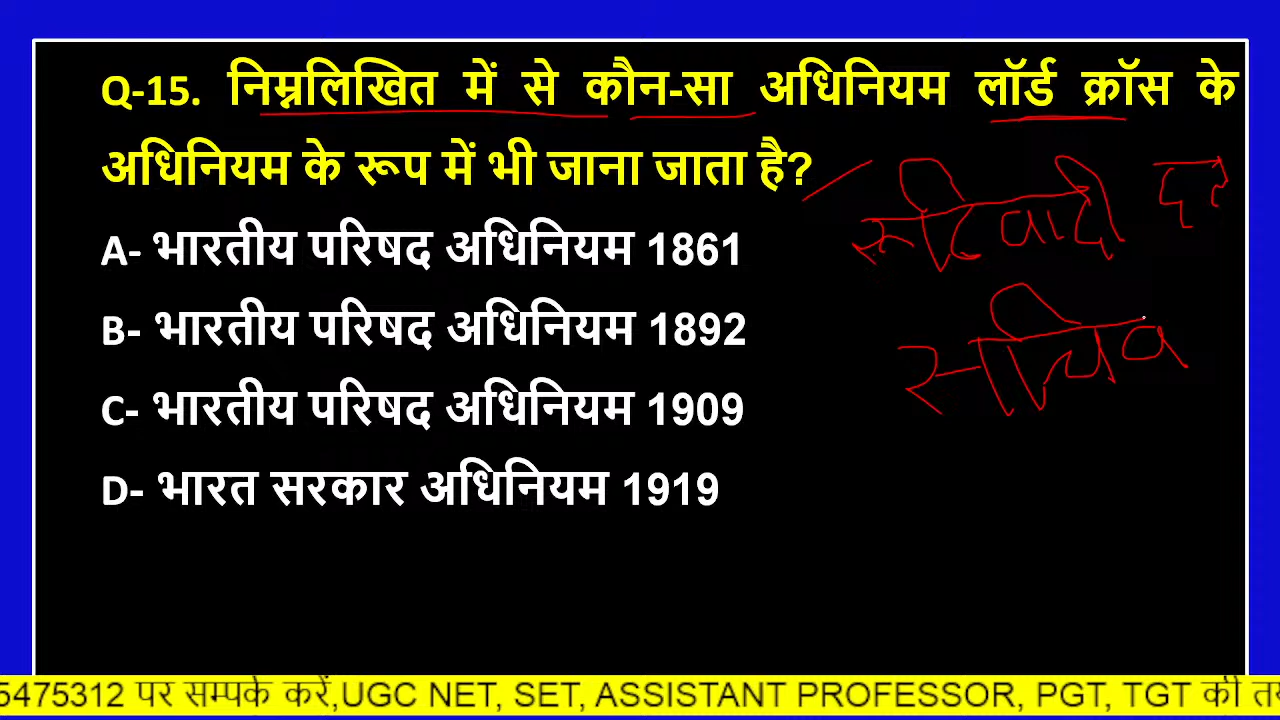 Q-15. निम्नलिखित में से कौन-सा अधिनियम लॉर्ड क्रॉस के
अधिनियम के रूप में भी जाना जाता है?
रूढिवादी
A- भारतीय परिषद अधिनियम 1861
B- भारतीय परिषद अधिनियम 1892
सचिव
C- भारतीय परिषद अधिनियम 1909
D- भारत सरकार अधिनियम 1919
5475312 पर सम्पर्क करें,UGC NET, SET, ASSISTANT PROFESSOR, PGT, TGT की